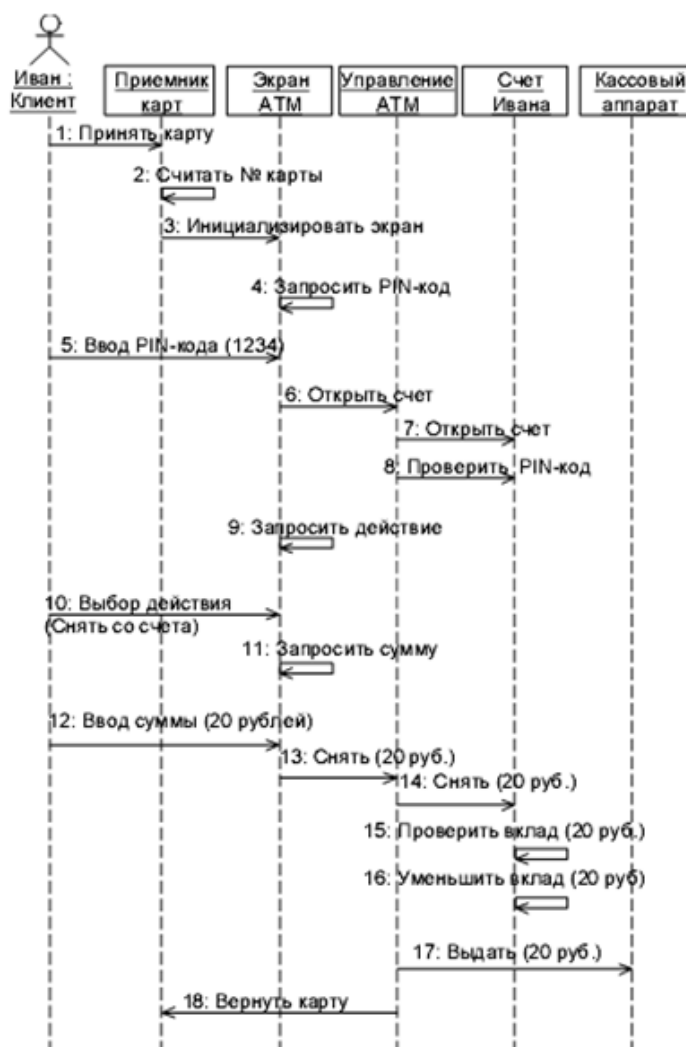 Иван :
Клиент
Приемник
карт
Экран
АТМ
Управление
АТМ
Счет
Ивана
Кассовый
аппарат
1: Принять карту
2: Считать № карты
3: Инициализировать экран
4: Запросить PIN-код
5: Ввод PIN-кода (1234)
6: Открыть счет
7: Открыть счет
8: Проверить PIN-код
9: Запросить действие
10: Выбор действия
(Снять со счета)
11: Запросить сумму
12: Ввод суммы (20 рублей)
13: Снять (20 руб.)
14: Снять (20 руб.)
15: Проверить вклад (20 руб.)
16: Уменьшить вклад (20 руб)
17: Выдать (20 руб.)
18: Вернуть карту